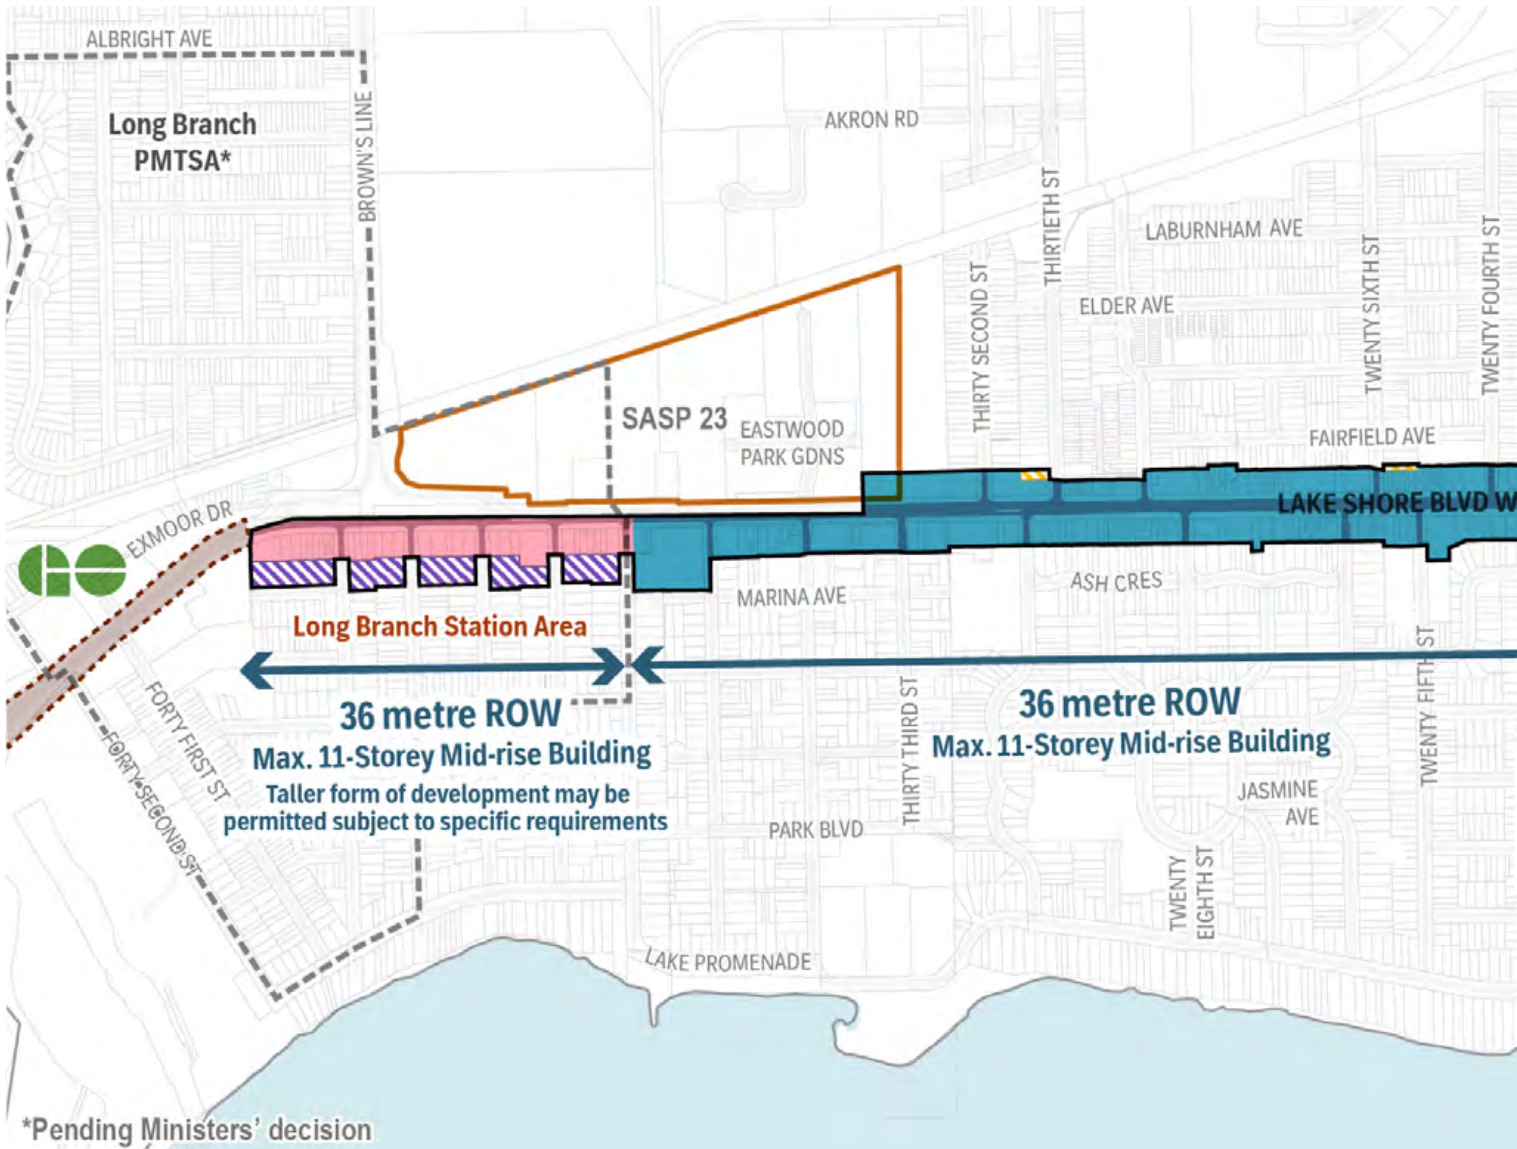 ALBRIGHT AVE
Long Branch
PMTSA*
BROWN'S LINE
AKRON RD
THIRTIETH ST
LABURNHAM AVE
TWENTY SIXTH ST
TWENTY FOURTH ST
THIRTY SECOND ST
ELDER AVE
SASP 23
EASTWOOD
PARK GDNS
FAIRFIELD AVE
LAKE SHORE BLVD W
EXMOOR DR
GO
MARINA AVE
ASH CRES
Long Branch Station Area
36 metre ROW
Max. 11-Storey Mid-rise Building
Taller form of development may be
permitted subject to specific requirements
36 metre ROW
Max. 11-Storey Mid-rise Building
FORTY FIRST ST
FORTY SECOND ST
THIRTY THIRD ST
TWENTY FIFTH ST
JASMINE
AVE
PARK BLVD
TWENTY
EIGHTH ST
LAKE PROMENADE
*Pending Ministers' decision